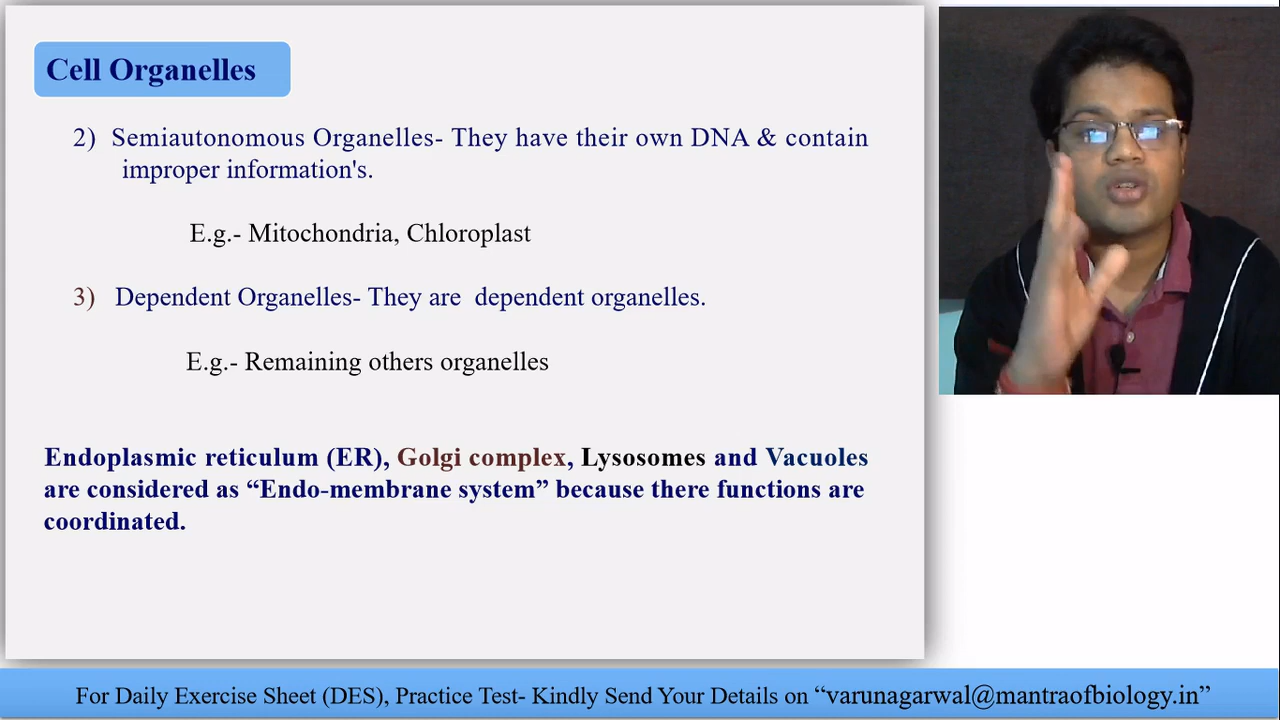 Cell Organelles
2) Semiautonomous Organelles- They have their own DNA & contain
improper information's.
E.g.- Mitochondria, Chloroplast
3) Dependent Organelles- They are dependent organelles.
E.g.- Remaining others organelles
Endoplasmic reticulum (ER), Golgi complex, Lysosomes and Vacuoles
are considered as “Endo-membrane system” because there functions are
coordinated.
For Daily Exercise Sheet (DES), Practice Test- Kindly Send Your Details on “varunagarwal@mantraofbiology.in”